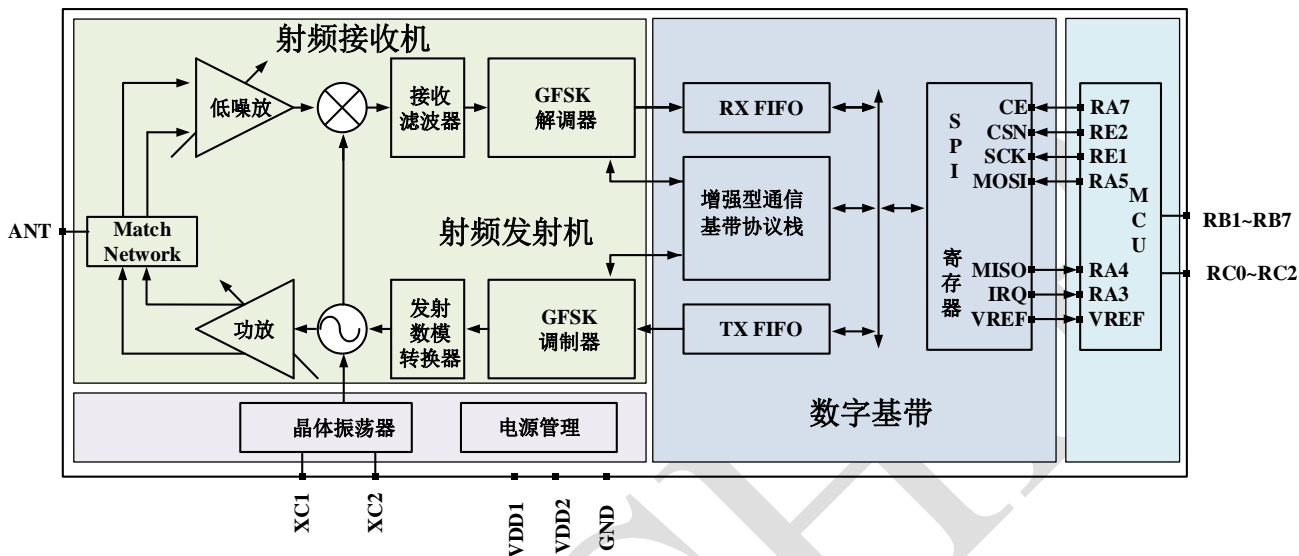 射频接收机
低噪放
接收
滤波器
GFSK
解调器
RX FIFO
CE
CSN
SCK
MOSI
S
P
I
RA7
RE2
RE1
RA5
M
C
U
RB1~RB7
RC0~RC2
ANT
Match
Network
射频发射机
增强型通信
基带协议栈
寄
存
器
MISO
IRQ
VREF
RA4
RA3
VREF
功放
发射
数模
转换器
GFSK
调制器
TX FIFO
晶体振荡器
电源管理
数字基带
XC1
XC2
VDD1
VDD2
GND